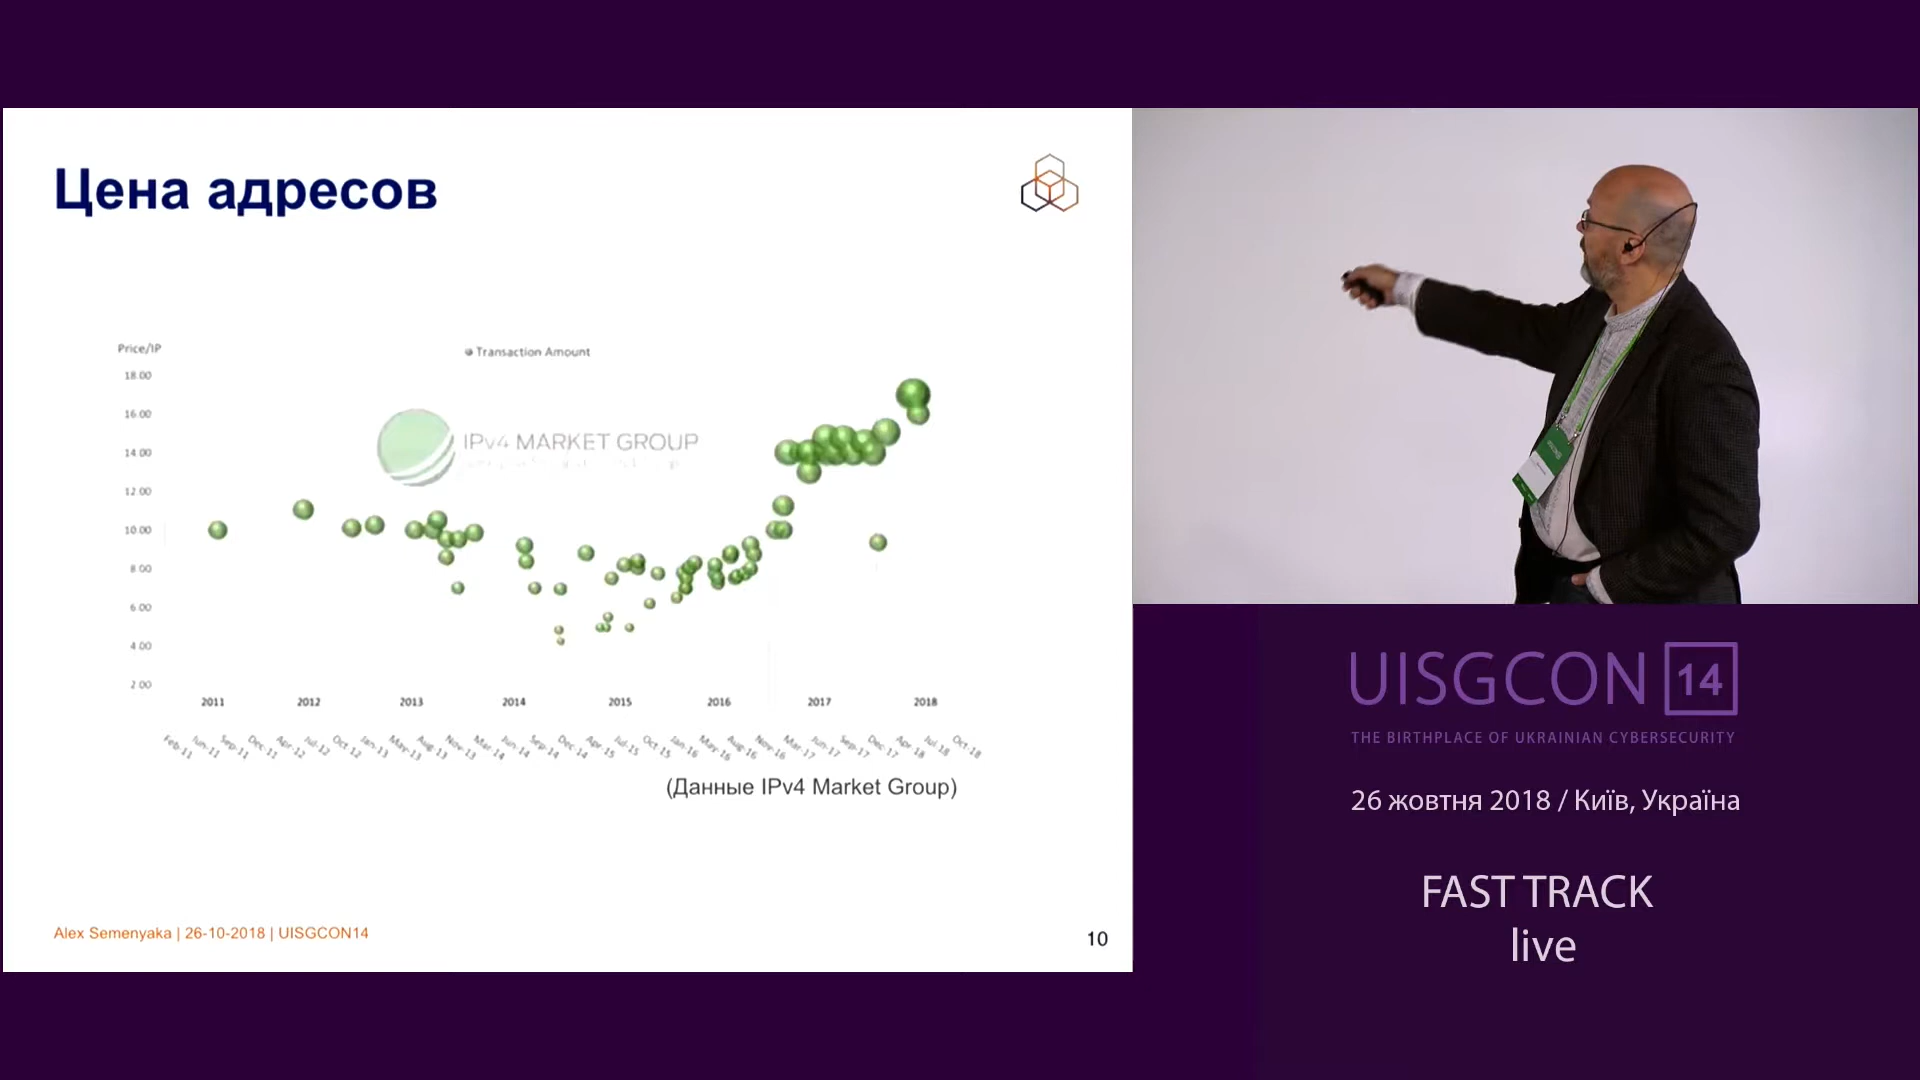 Цена адресов
Price/IP
Transaction Amount
18.00
16.00
14.00
12.00
10.00
8.00
6.00
4.00
2.00
IPv4 MARKET GROUP
2011 2012 2013 2014 2015 2016 2017 2018
Feb-11 Jun-11 Sep-11 Dec-11 Apr-12 Jul-12 Oct 12 Jan-13 May-13 Aug-13 Nov-13 Mar-14 Jun-14 Sep-14 Dec-14 Apr-15 Jul-15 Oct 15 Jan-16 May-16 Aug-16 Nov-16 Mar-17 Jun-17 Sep-17 Dec-17 Apr 18 Jul 18 Oct-18
(Данные IPv4 Market Group)
Alex Semenyaka | 26-10-2018 | UISGCON14
10
UISGCON 14
THE BIRTHPLACE OF UKRAINIAN CYBERSECURITY
26 жовтня 2018 / Київ, Україна
FAST TRACK
live